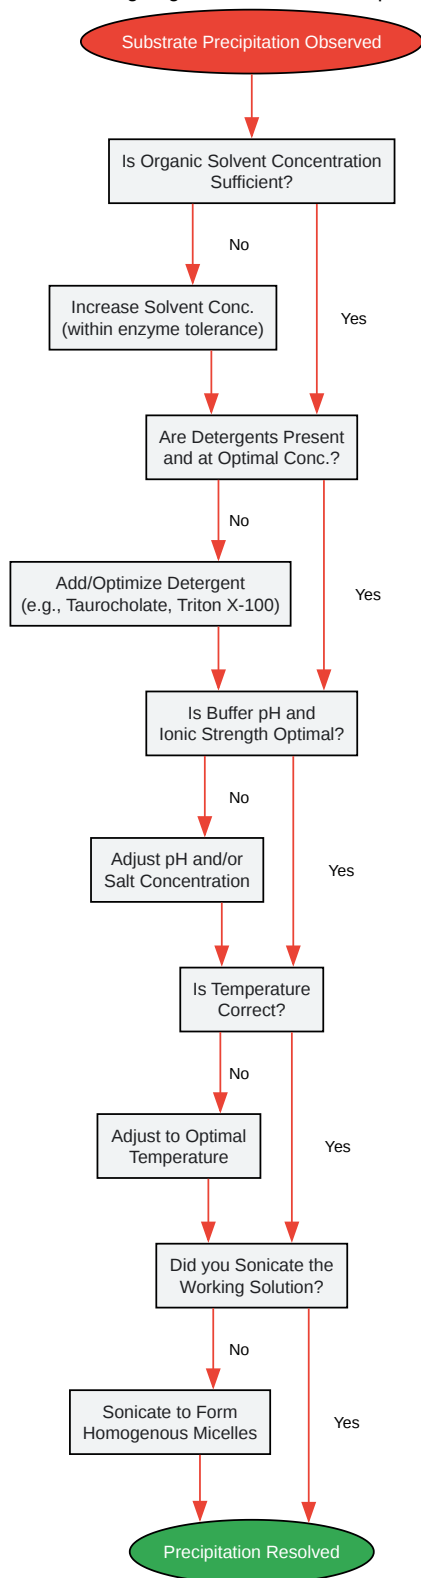 Substrate Precipitation Observed
Is Organic Solvent Concentration
Sufficient?
No
Increase Solvent Conc.
(within enzyme tolerance)
Yes
Are Detergents Present
and at Optimal Conc.?
No
Add/Optimize Detergent
(e.g., Taurocholate, Triton X-100)
Yes
Is Buffer pH and
Ionic Strength Optimal?
No
Adjust pH and/or
Salt Concentration
Yes
Is Temperature
Correct?
No
Adjust to Optimal
Temperature
Yes
Did you Sonicate the
Working Solution?
No
Sonicate to Form
Homogenous Micelles
Yes
Precipitation Resolved